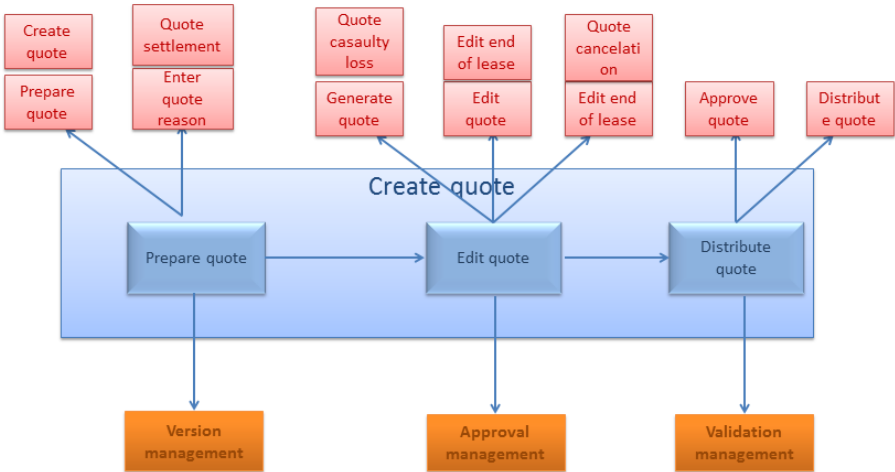 Create
quote
Quote
settlement
Quote
casaulty
loss
Edit end
of lease
Quote
cancelati
on
Prepare
quote
Enter
quote
reason
Generate
quote
Edit
quote
Edit end
of lease
Approve
quote
Distribut
e quote
Create quote
Prepare quote
Edit quote
Distribute
quote
Version
management
Approval
management
Validation
management